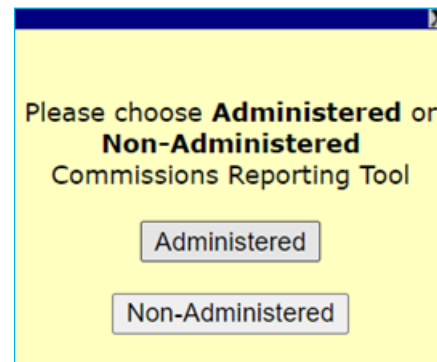 Please choose Administered or
Non-Administered
Commissions Reporting Tool
Administered
Non-Administered